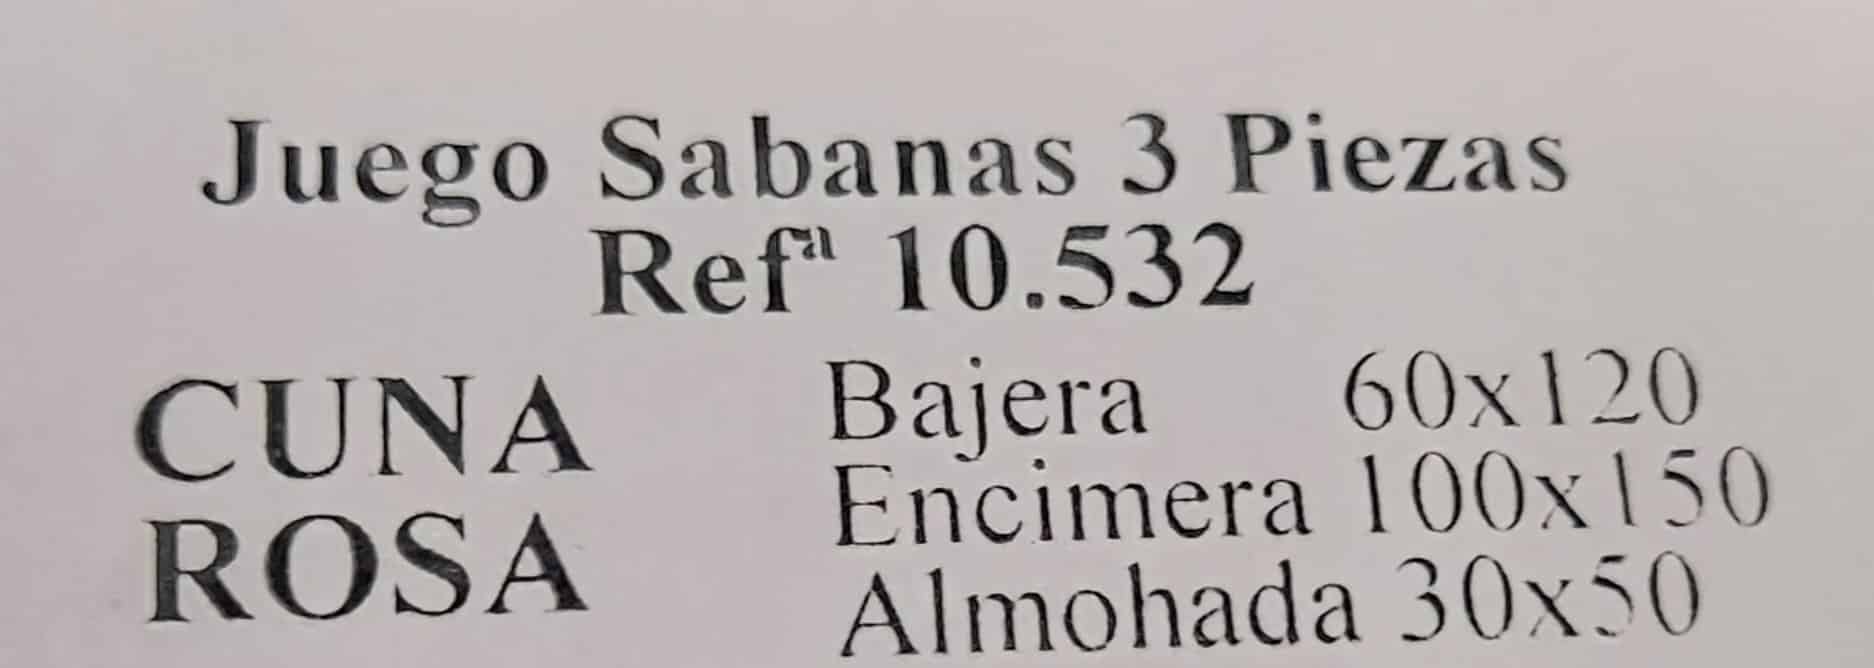 Juego Sabanas 3 Piezas
Refª 10.532
CUNA Bajera 60x120
Encimera 100x150
ROSA Almohada 30x50